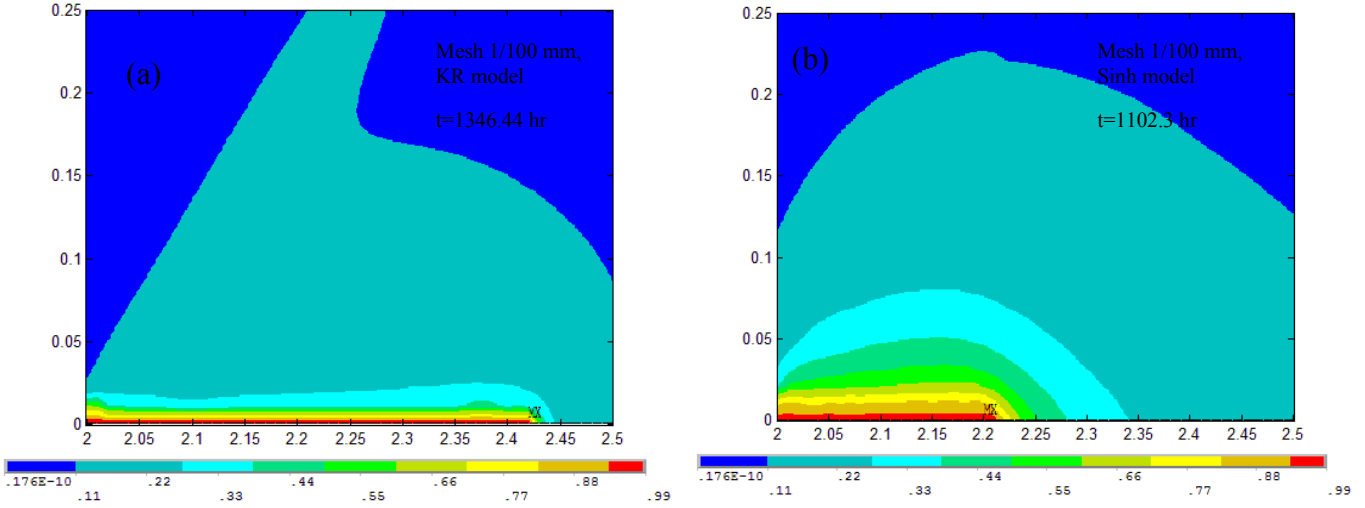 0.25
(a)
Mesh 1/100 mm,
KR model
t=1346.44 hr
0.2
0.15
0.1
0.05
0
MX
2 2.05 2.1 2.15 2.2 2.25 2.3 2.35 2.4 2.45 2.5
.176E-10 .22 .44 .66 .88
.11 .33 .55 .77 .99
0.25
(b)
Mesh 1/100 mm,
Sinh model
t=1102.3 hr
0.2
0.15
0.1
0.05
0
MX
2 2.05 2.1 2.15 2.2 2.25 2.3 2.35 2.4 2.45 2.5
.176E-10 .22 .44 .66 .88
.11 .33 .55 .77 .99